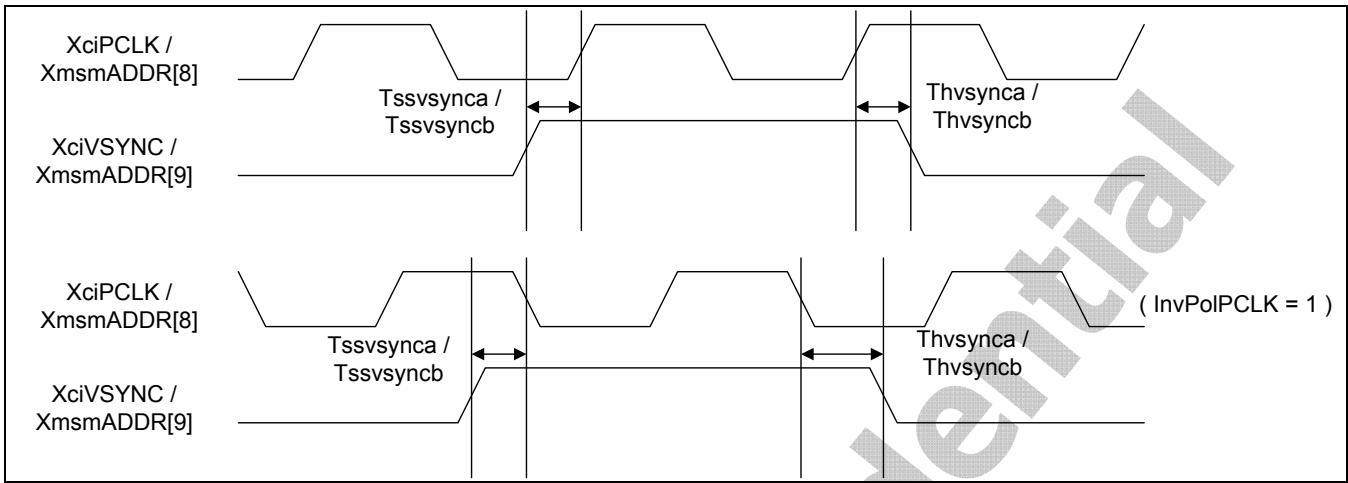 XciPCLK /
XmsmADDR[8]
Tssvsynca /
Tssvsyncb
Thvsynca /
Thvsyncb
XciVSYNC /
XmsmADDR[9]
XciPCLK /
XmsmADDR[8]
( InvPolPCLK = 1 )
Tssvsynca /
Tssvsyncb
Thvsynca /
Thvsyncb
XciVSYNC /
XmsmADDR[9]
dential